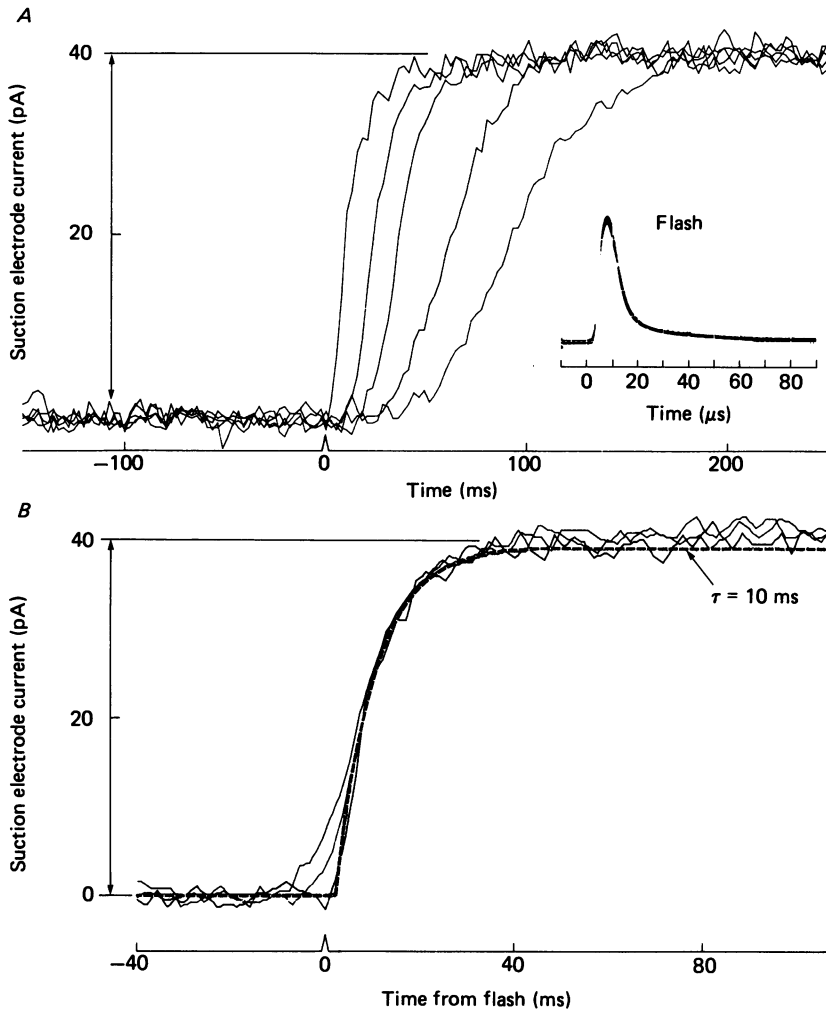 A
Suction electrode current (pA)
40
20
Flash
0 20 40 60 80
Time (μs)
−100 0 100 200
Time (ms)
B
Suction electrode current (pA)
40
20
0
τ = 10 ms
−40 0 40 80
Time from flash (ms)